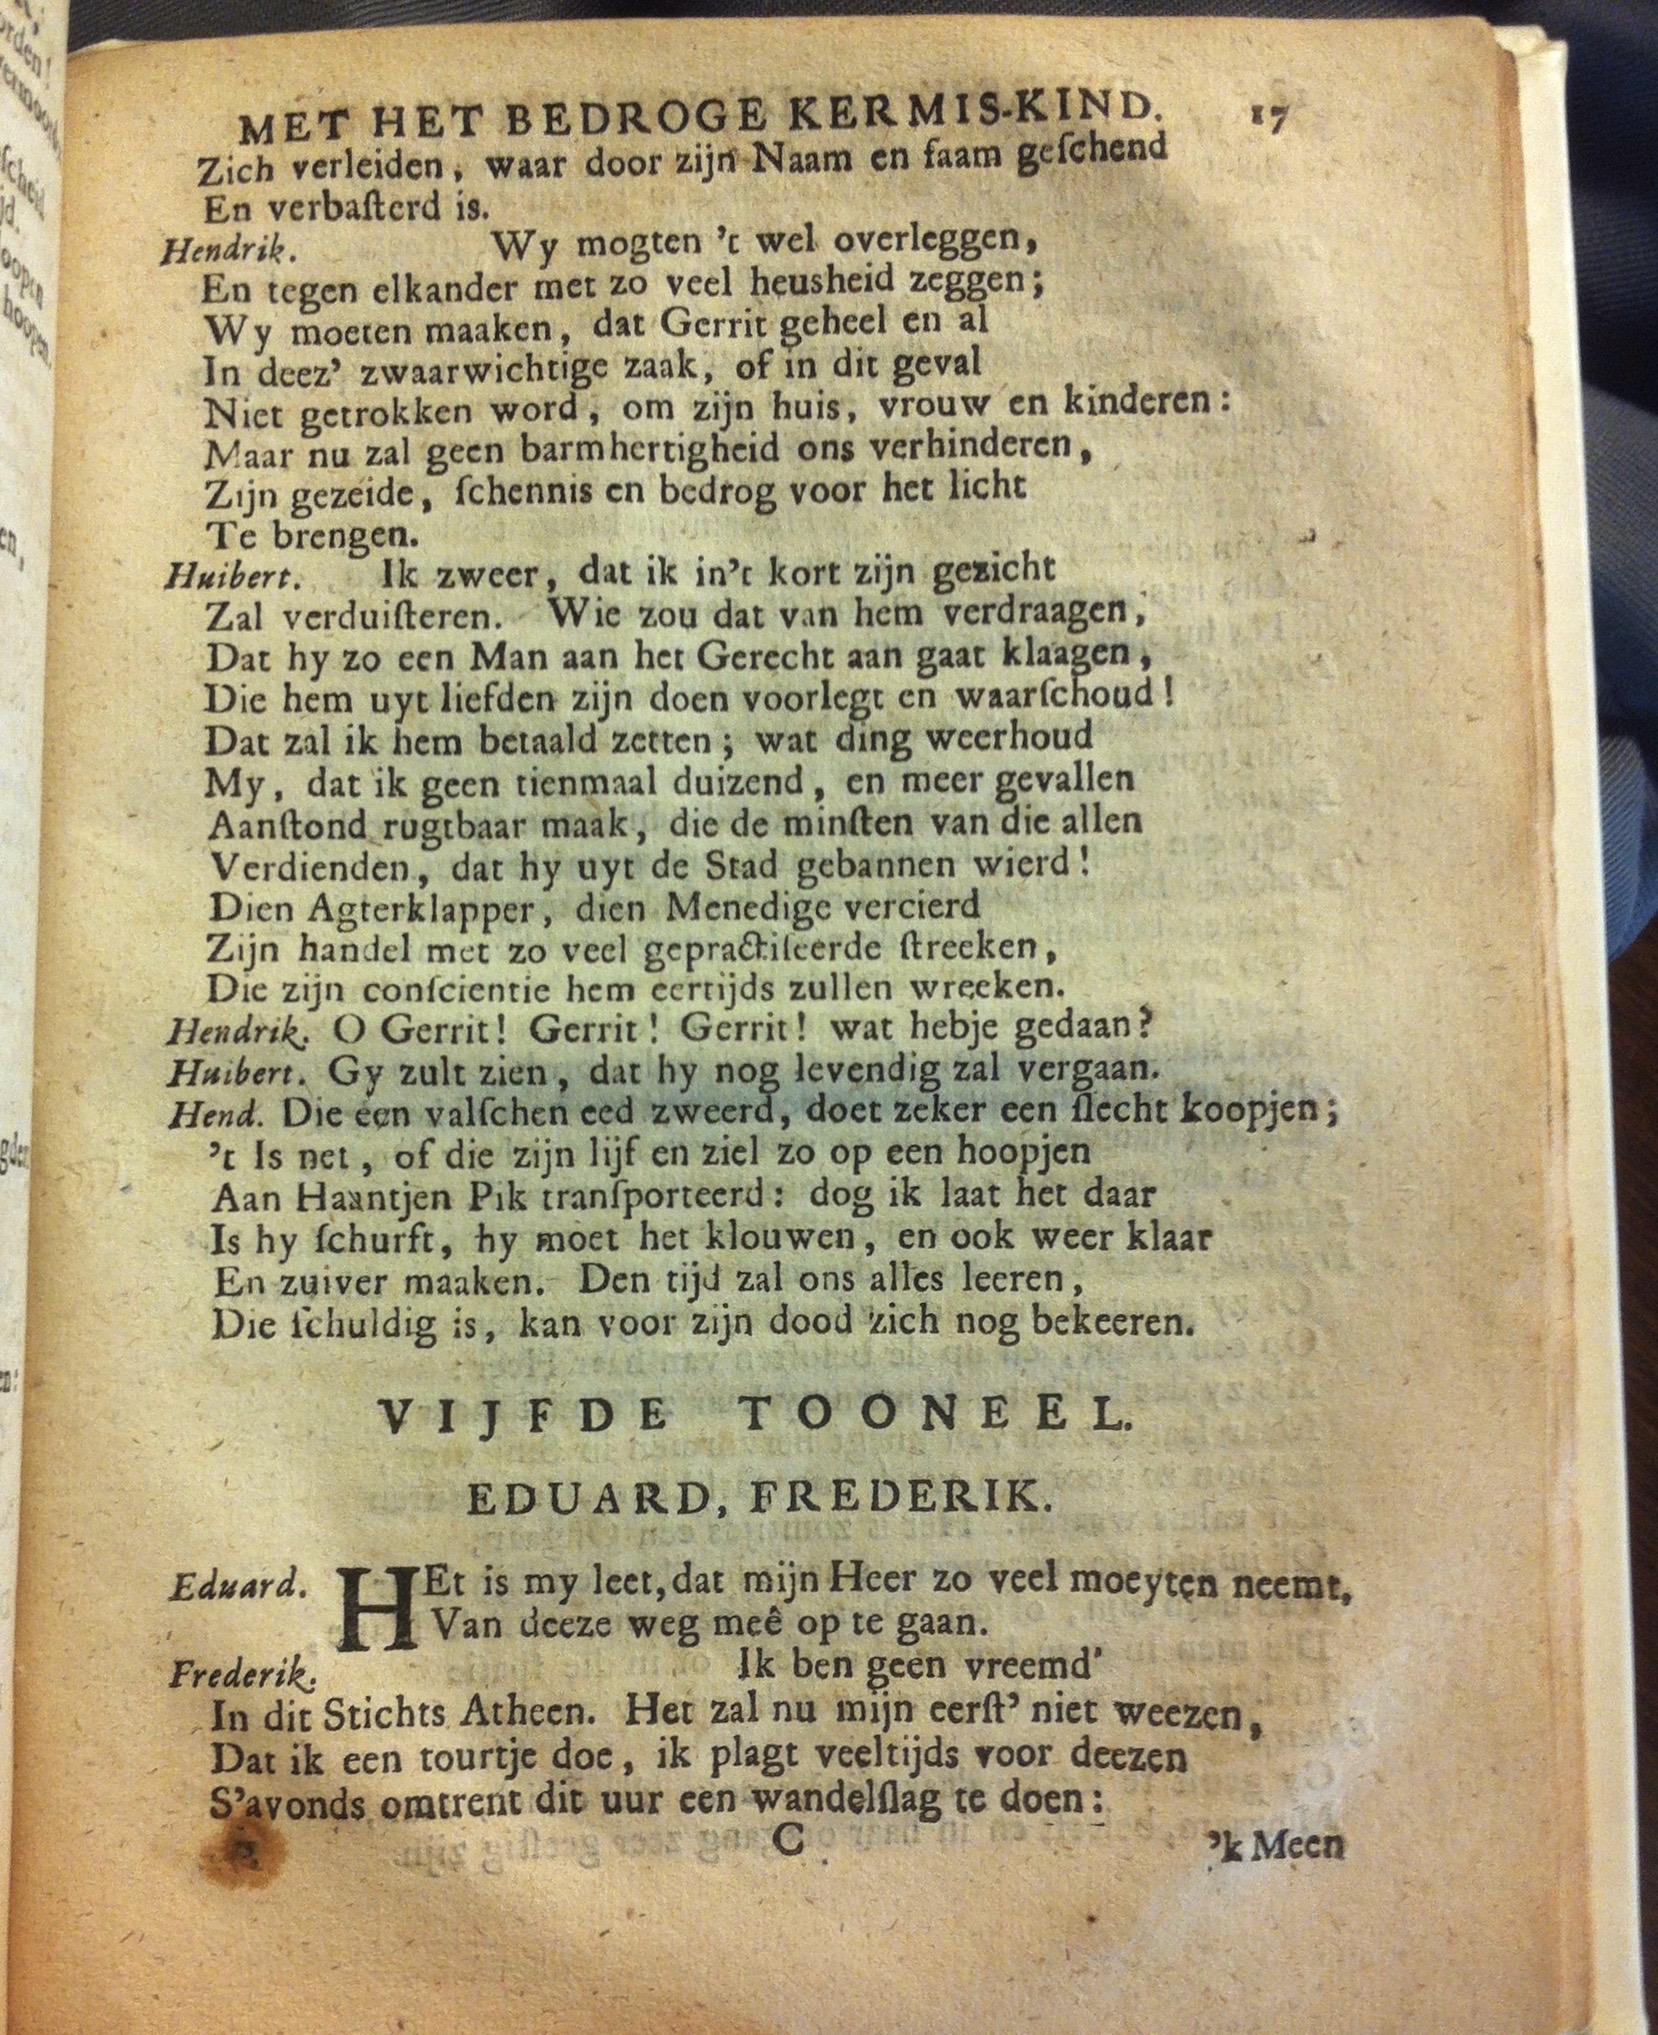 MET HET BEDROGE KERMIS-KIND. 17
Zich verleiden, waar door zijn Naam en faam geſchend
En verbaſterd is.
Hendrik. Wy mogten 't wel overleggen,
En tegen elkander met zo veel heusheid zeggen;
Wy moeten maaken, dat Gerrit geheel en al
In deez' zwaarwichtige zaak, of in dit geval
Niet getrokken word, om zijn huis, vrouw en kinderen:
Maar nu zal geen barmhertigheid ons verhinderen,
Zijn gezeide, ſchennis en bedrog voor het licht
Te brengen.
Huibert. Ik zweer, dat ik in't kort zijn gezicht
Zal verduiſteren. Wie zou dat van hem verdraagen,
Dat hy zo een Man aan het Gerecht aan gaat klaagen,
Die hem uyt liefden zijn doen voorlegt en waarſchoud!
Dat zal ik hem betaald zetten; wat ding weerhoud
My, dat ik geen tienmaal duizend, en meer gevallen
Aanſtond rugtbaar maak, die de minſten van die allen
Verdienden, dat hy uyt de Stad gebannen wierd!
Dien Agterklapper, dien Menedige vercierd
Zijn handel met zo veel gepractiſeerde ſtreeken,
Die zijn conſcientie hem eertijds zullen wreeken.
Hendrik. O Gerrit! Gerrit! Gerrit! wat hebje gedaan?
Huibert. Gy zult zien, dat hy nog levendig zal vergaan.
Hend. Die een valſchen eed zweerd, doet zeker een ſlecht koopjen;
't Is net, of die zijn lijf en ziel zo op een hoopjen
Aan Haantjen Pik tranſporteerd: dog ik laat het daar
Is hy ſchurft, hy moet het klouwen, en ook weer klaar
En zuiver maaken. Den tijd zal ons alles leeren,
Die ſchuldig is, kan voor zijn dood zich nog bekeeren.
VIJFDE TOONEEL.
EDUARD, FREDERIK.
Eduard. HEt is my leet, dat mijn Heer zo veel moeyten neemt,
Van deeze weg meê op te gaan.
Frederik. Ik ben geen vreemd'
In dit Stichts Atheen. Het zal nu mijn eerſt' niet weezen,
Dat ik een tourtje doe, ik plagt veeltijds voor deezen
S'avonds omtrent dit uur een wandelſlag te doen:
C 'k Meen